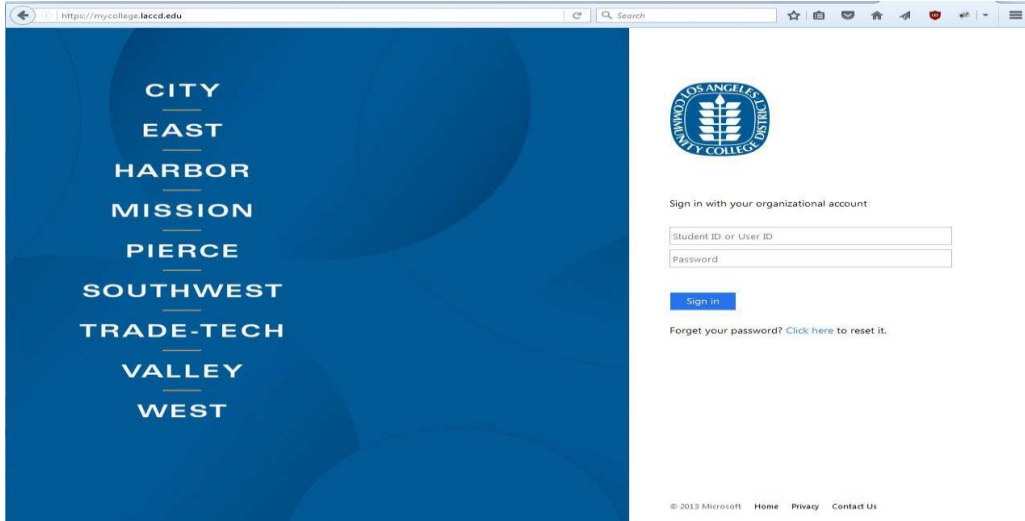 https://mycollege.laccd.edu
Search
CITY
EAST
HARBOR
MISSION
PIERCE
SOUTHWEST
TRADE-TECH
VALLEY
WEST
LOS ANGELES
COMMUNITY COLLEGE DISTRICT
Sign in with your organizational account
Student ID or User ID
Password
Sign in
Forget your password? Click here to reset it.
© 2013 Microsoft Home Privacy Contact Us